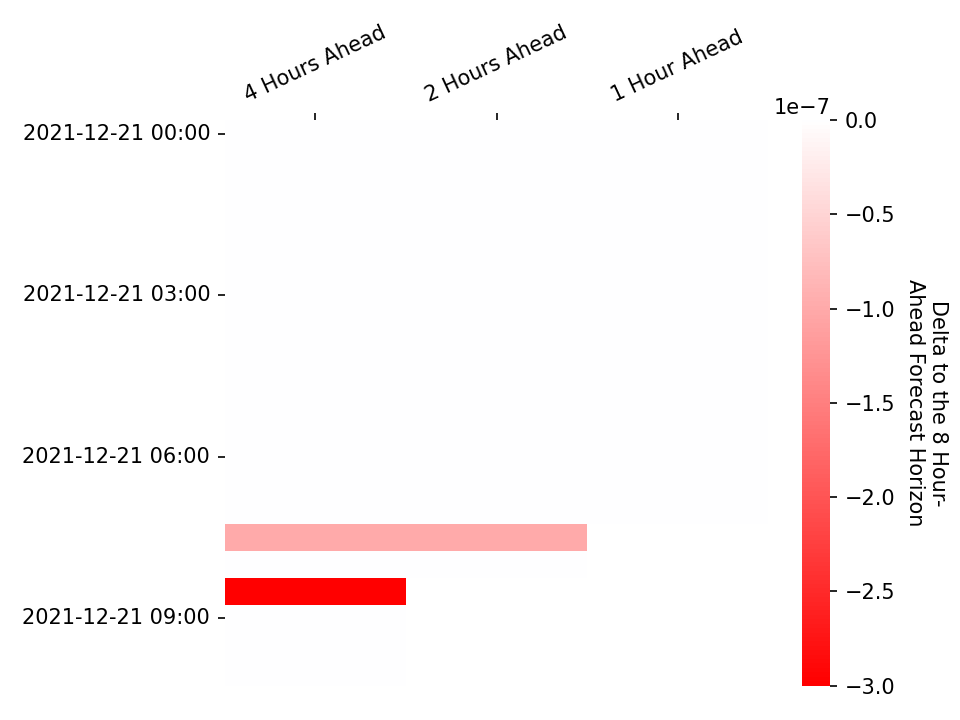 4 Hours Ahead
2 Hours Ahead
1 Hour Ahead
1e−7
2021-12-21 00:00
2021-12-21 03:00
2021-12-21 06:00
2021-12-21 09:00
0.0
−0.5
−1.0
−1.5
−2.0
−2.5
−3.0
Delta to the 8 Hour-
Ahead Forecast Horizon